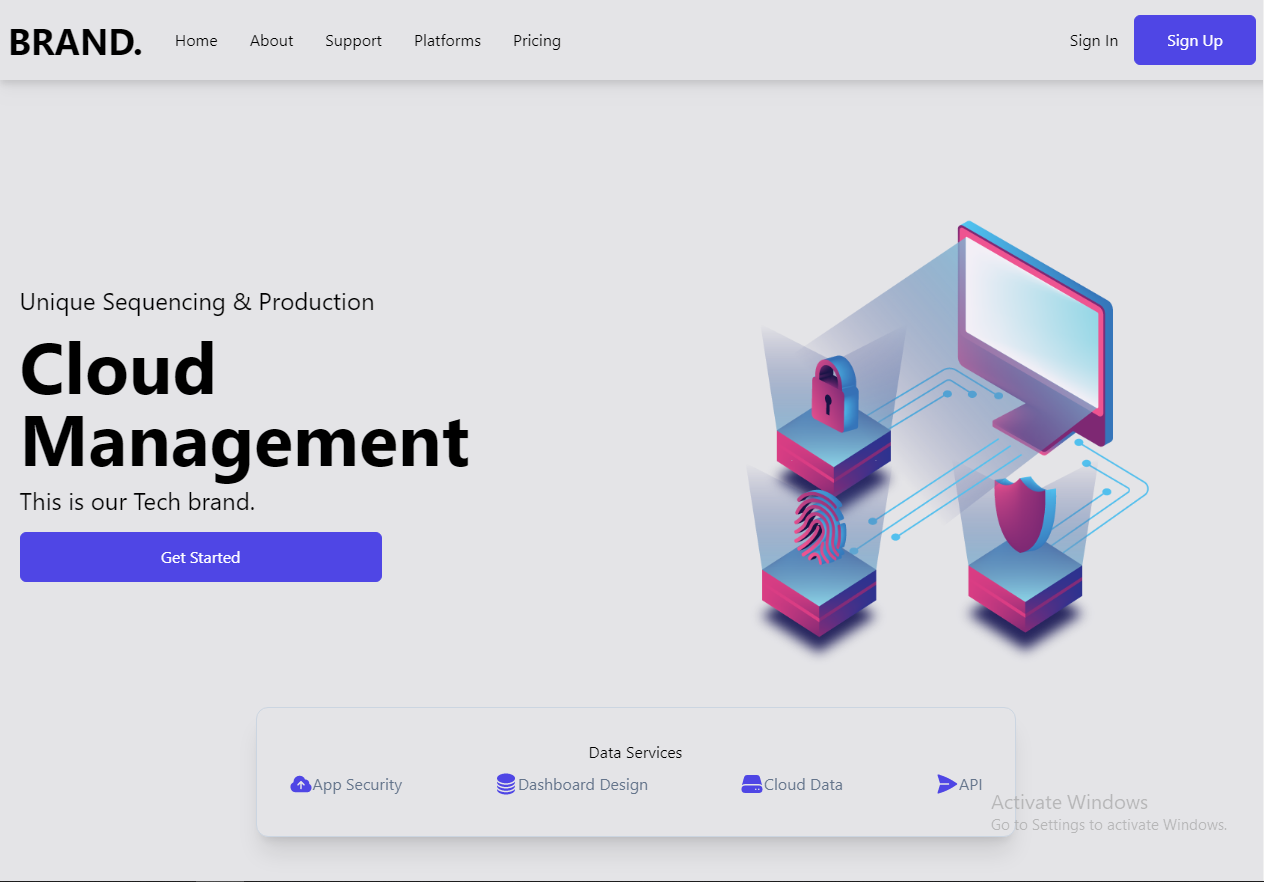 BRAND. Home About Support Platforms Pricing Sign In Sign Up
Unique Sequencing & Production
Cloud
Management
This is our Tech brand.
Get Started
Data Services
App Security Dashboard Design Cloud Data API
Activate Windows
Go to Settings to activate Windows.